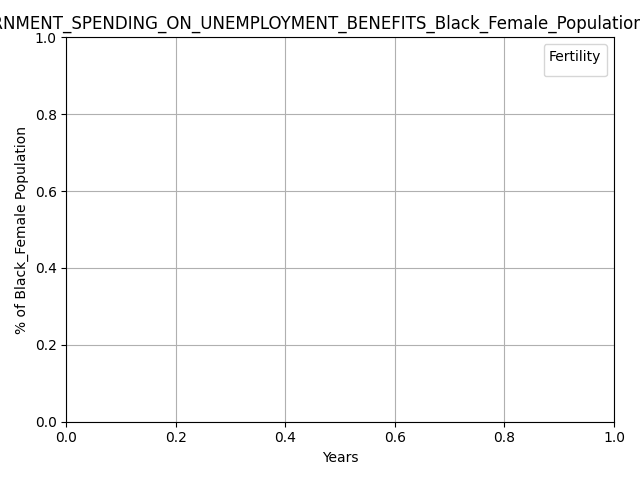 RNMENT_SPENDING_ON_UNEMPLOYMENT_BENEFITS_Black_Female_Population
Fertility
1.0
0.8
0.6
0.4
0.2
0.0
% of Black_Female Population
0.0 0.2 0.4 0.6 0.8 1.0
Years